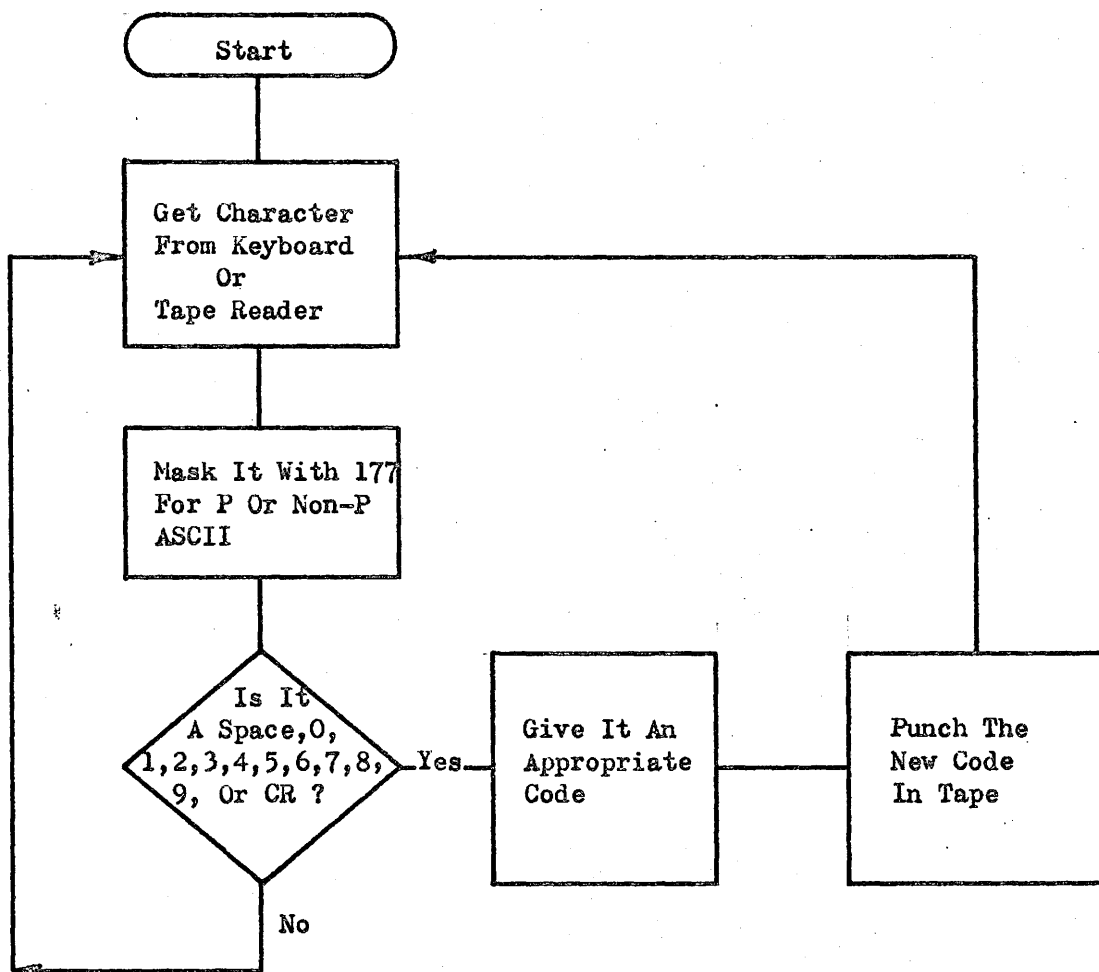 Start
Get Character
From Keyboard
Or
Tape Reader
Mask It With 177
For P Or Non-P
ASCII
Is It
A Space,0,
1,2,3,4,5,6,7,8,
9, Or CR ?
Yes
Give It An
Appropriate
Code
Punch The
New Code
In Tape
No